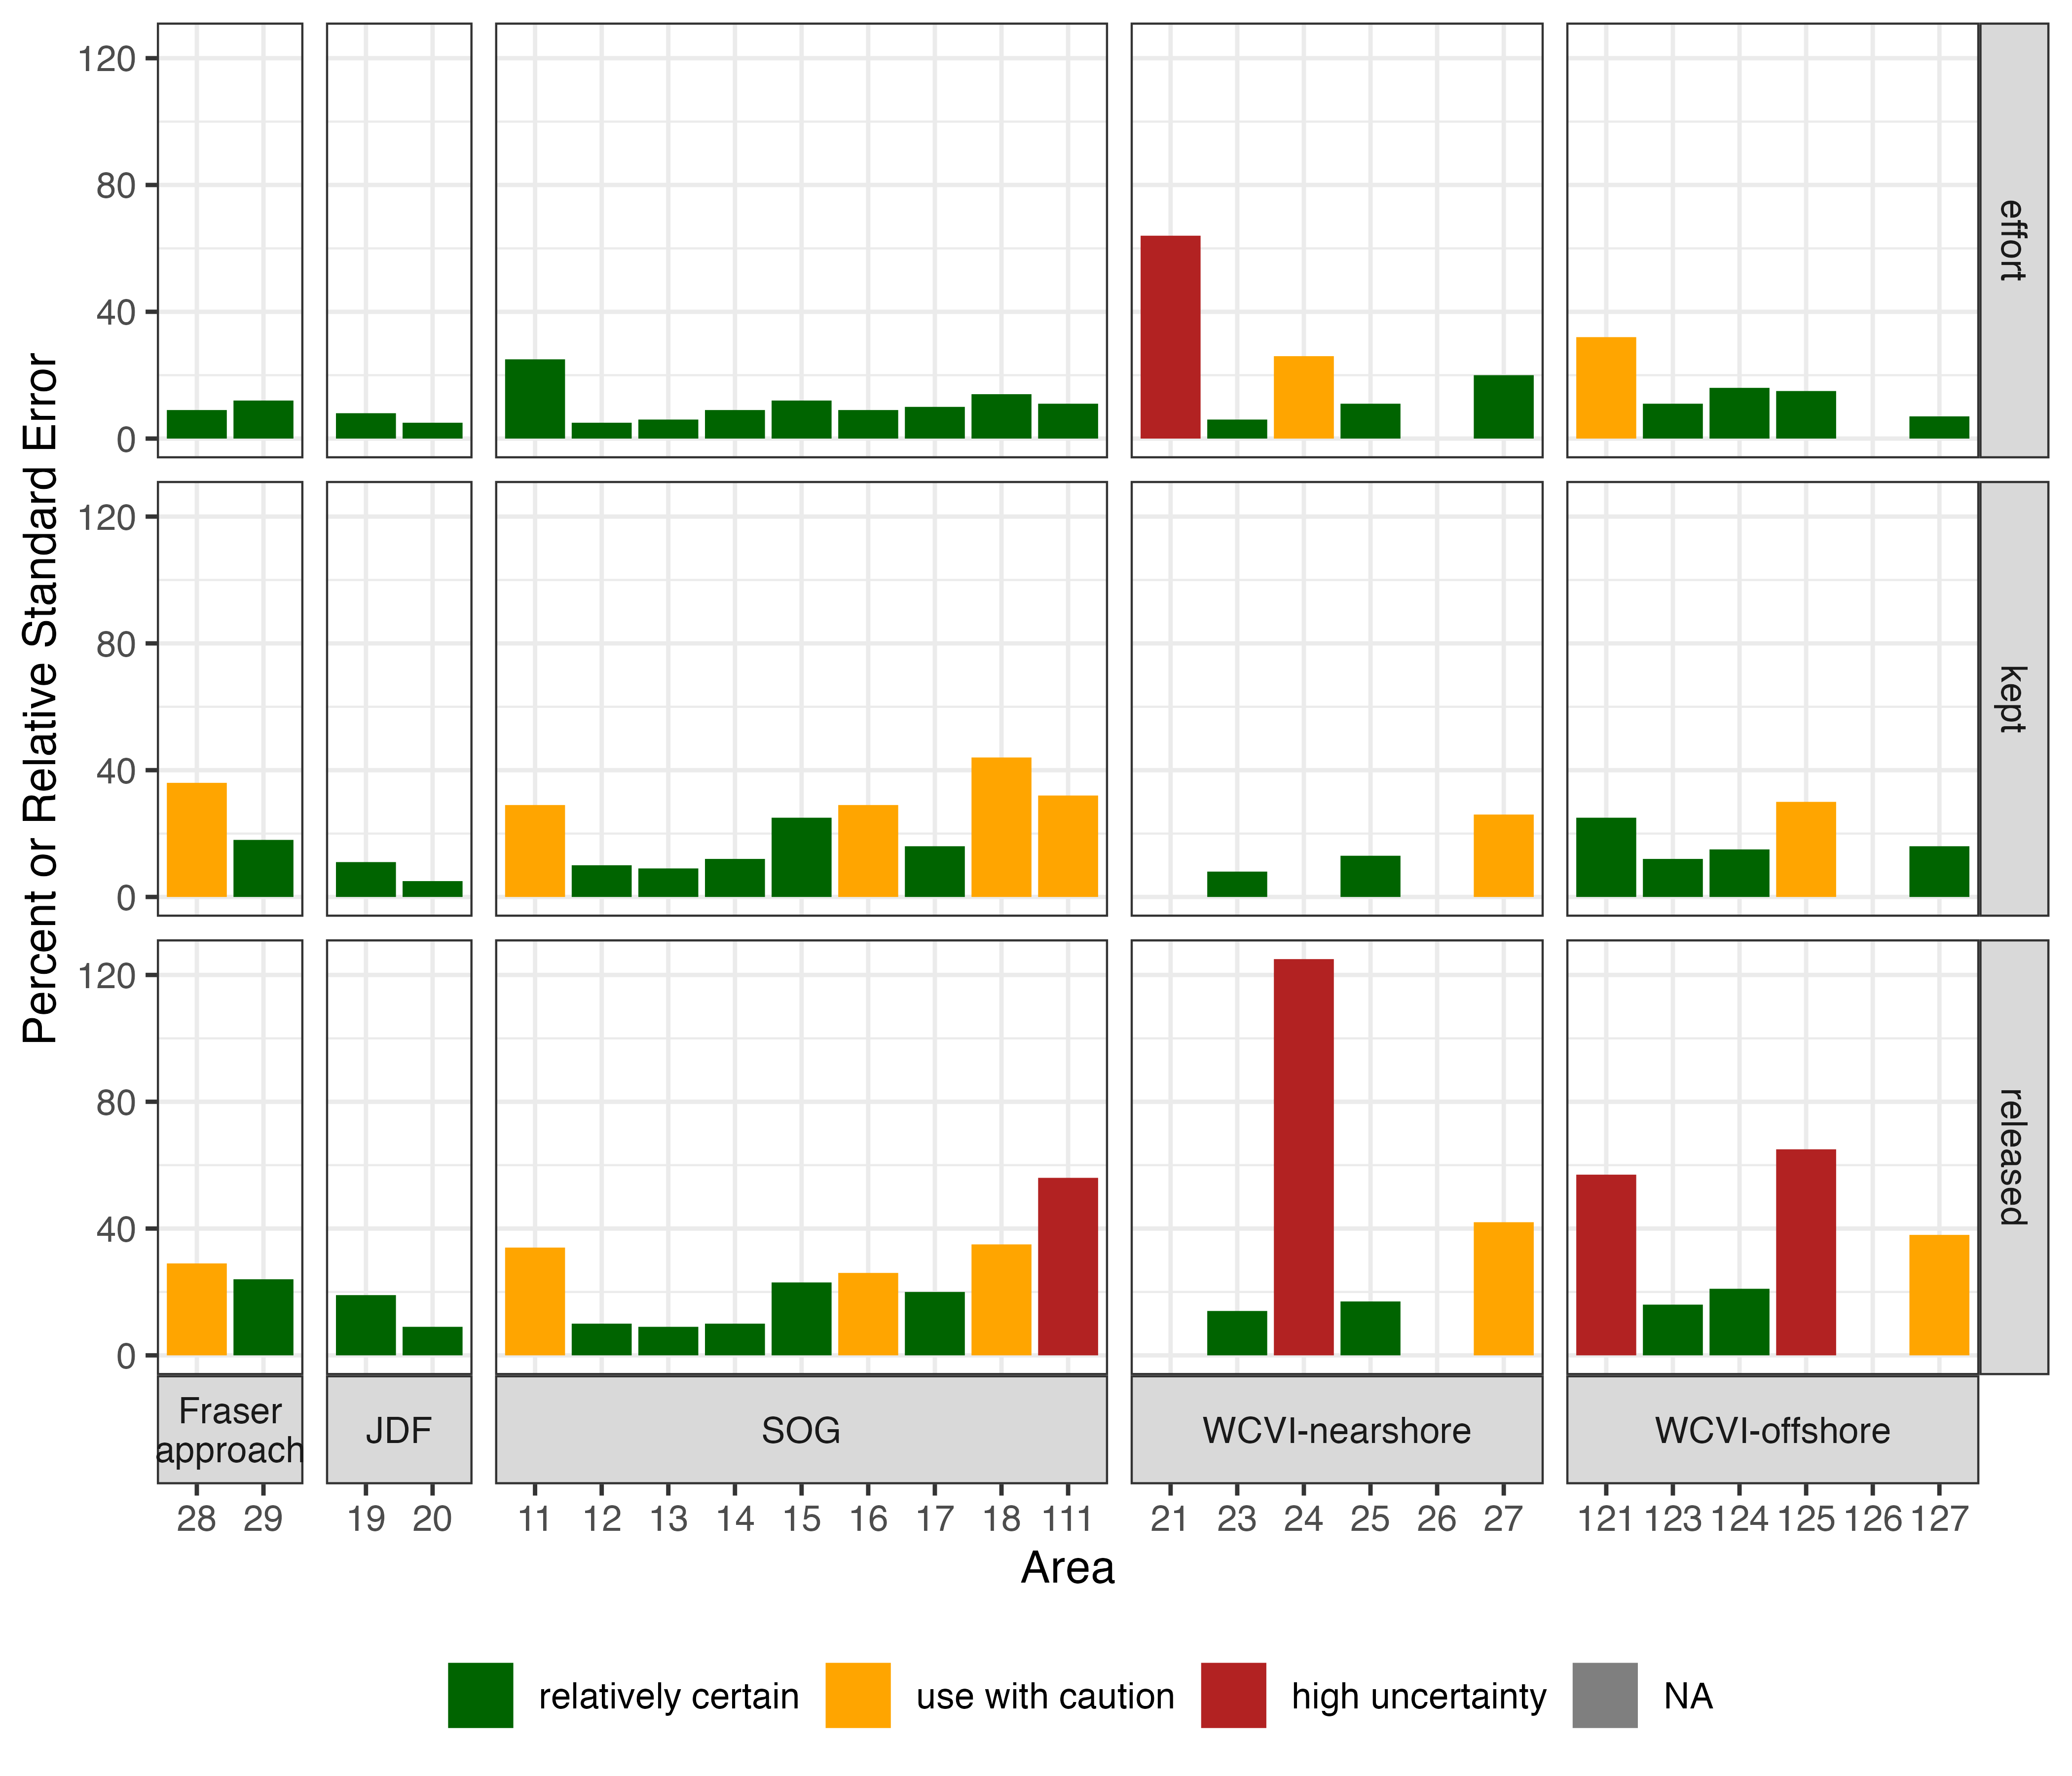 Percent or Relative Standard Error
120
80
40
0
effort
120
80
40
0
kept
120
80
40
0
released
Fraser
approach
JDF
SOG
WCVI-nearshore
WCVI-offshore
28 29 19 20 11 12 13 14 15 16 17 18 111 21 23 24 25 26 27 121 123 124 125 126 127
Area
relatively certain use with caution high uncertainty NA